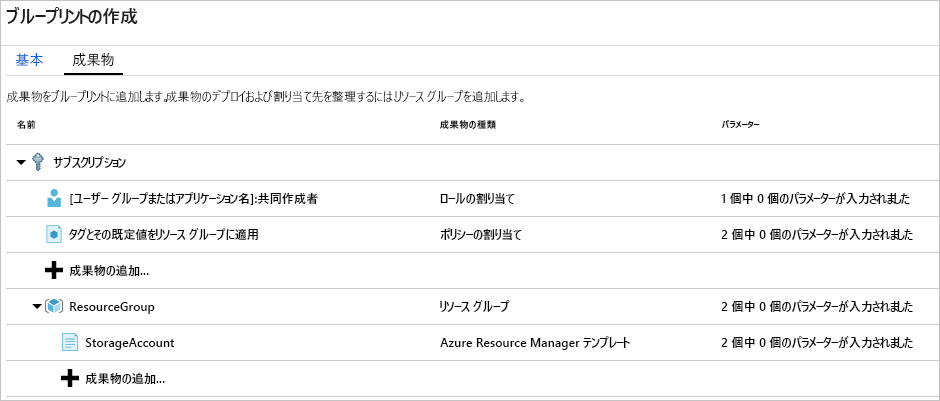 ブループリントの作成
基本 成果物
成果物をブループリントに追加します。成果物のデプロイおよび割り当て先を整理するにはリソース グループを追加します。
名前 成果物の種類 パラメーター
サブスクリプション
[ユーザー グループまたはアプリケーション名]:共同作成者 ロールの割り当て 1 個中 0 個のパラメーターが入力されました
タグとその既定値をリソース グループに適用 ポリシーの割り当て 2 個中 0 個のパラメーターが入力されました
成果物の追加...
ResourceGroup リソース グループ 2 個中 0 個のパラメーターが入力されました
StorageAccount Azure Resource Manager テンプレート 2 個中 0 個のパラメーターが入力されました
成果物の追加...